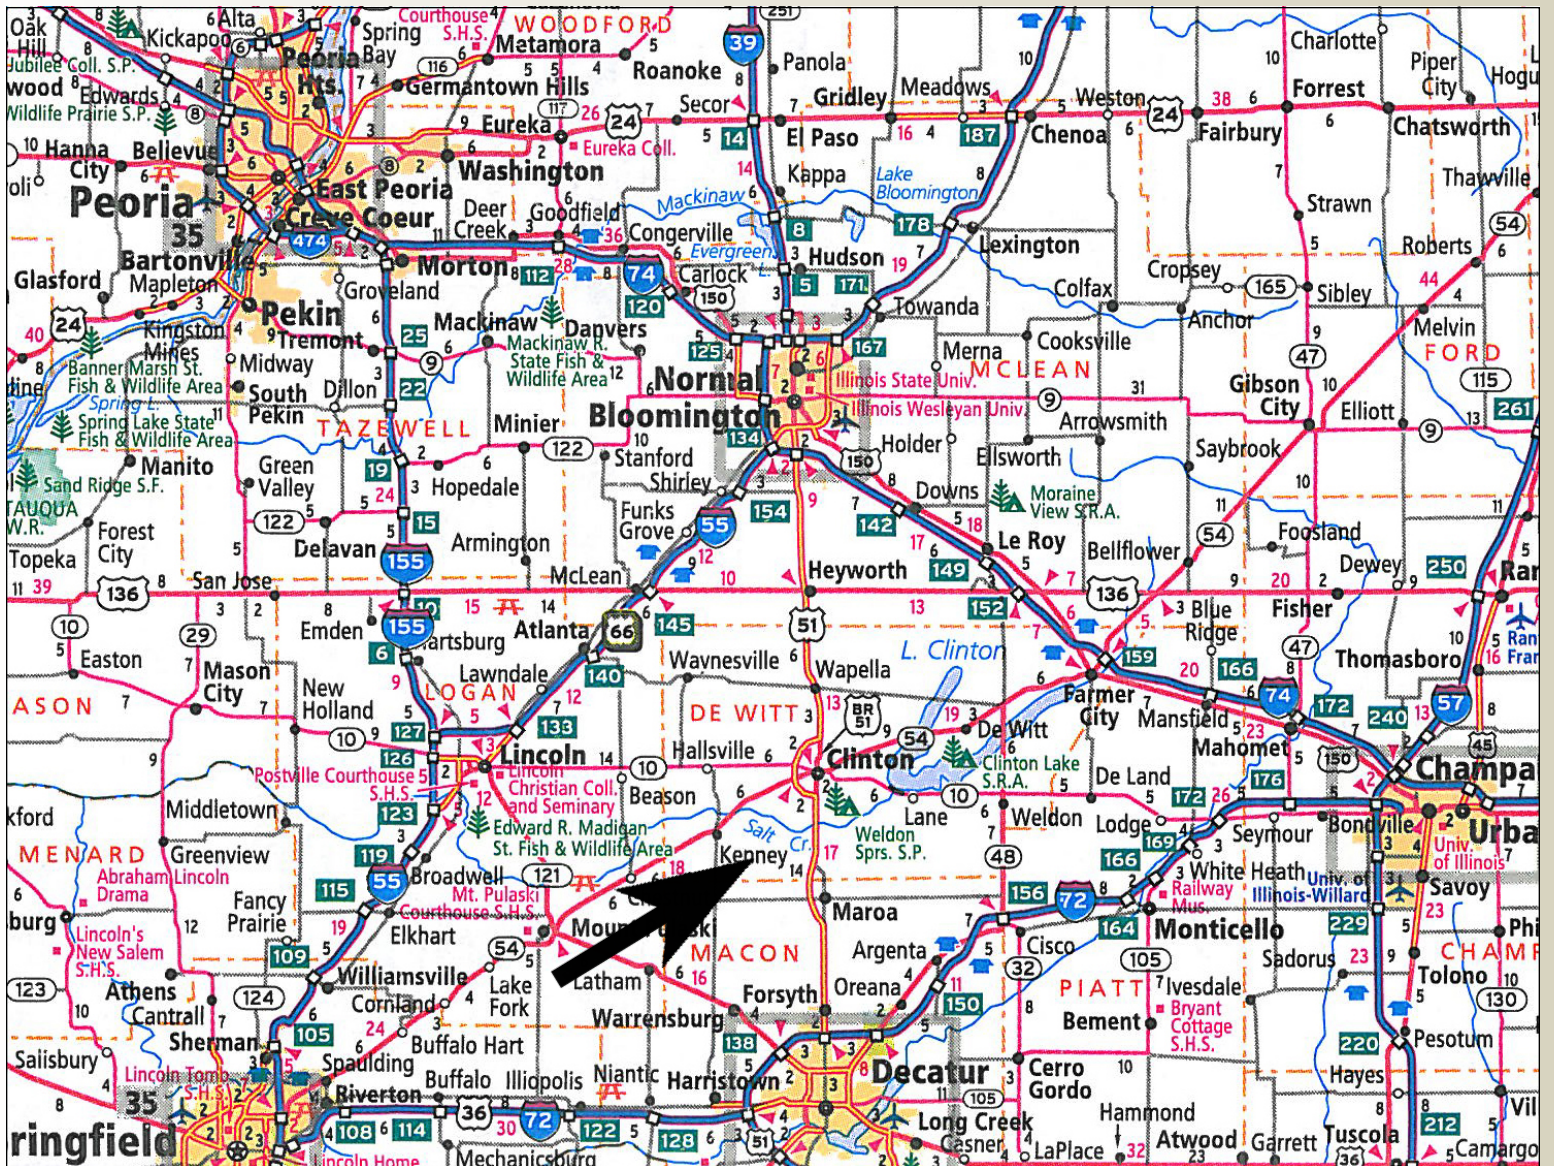 Oak
Hill
Jubilee Coll. S.P.
Kickapoo
Alta
Edwards
Wildlife Prairie S.P.
Peoria
Hts.
Spring
Bay
Courthouse
S.H.S.
WOODFORD
Metamora
Germantown Hills
Roanoke
Panola
Secor
Gridley
Meadows
Weston
Charlotte
Piper
City
Forrest
Chatsworth
Fairbury
Chenoa
El Paso
Eureka
Eureka Coll.
Washington
Hanna
City
Bellevue
Peoria
East Peoria
Creve Coeur
Kappa
Lake
Bloomington
Mackinaw
Strawn
Thawville
Deer
Creek
Goodfield
Congerville
Evergreen
L.
Hudson
Lexington
Roberts
Bartonville
Mapleton
Glasford
Morton
Groveland
Carlock
Towanda
Colfax
Cropsey
Anchor
Sibley
Melvin
FORD
Pekin
Tremont
Kingston
Mines
Midway
Mackinaw
Danvers
Mackinaw R.
State Fish &
Wildlife Area
Cooksville
Merna
MCLEAN
Banner Marsh St.
Fish & Wildlife Area
Spring L.
Spring Lake State
Fish & Wildlife Area
South
Pekin
Dillon
Normal
Bloomington
Illinois State Univ.
Illinois Wesleyan Univ.
Arrowsmith
Gibson
City
Elliott
TAZEWELL
Minier
Stanford
Shirley
Holder
Ellsworth
Saybrook
Manito
Sand Ridge S.F.
Green
Valley
Hopedale
Funks
Grove
Downs
Moraine
View S.R.A.
Forest
City
Topeka
Delavan
Armington
McLean
Heyworth
Le Roy
Bellflower
Foosland
Dewey
San Jose
Emden
Atlanta
Blue
Ridge
Fisher
Easton
Mason
City
Lawndale
LOGAN
Waynesville
Wapella
L. Clinton
Farmer
City
Mansfield
Thomasboro
New
Holland
DE WITT
De Witt
Mahomet
Lincoln
Postville Courthouse
S.H.S.
Lincoln
Christian Coll.
and Seminary
Hallsville
Beason
Clinton
Clinton Lake
S.R.A.
De Land
Middletown
Edward R. Madigan
St. Fish & Wildlife Area
Salt
Cr.
Lane
Weldon
Weldon
Sprs. S.P.
Lodge
Seymour
Bondville
MENARD
Greenview
Abraham Lincoln
Drama
Broadwell
Kenney
White Heath
Railway
Mus.
Univ. of
Illinois-Willard
Univ.
of Illinois
Savoy
Fancy
Prairie
Mt. Pulaski
Courthouse S.H.S.
Elkhart
Maroa
Monticello
Lincoln's
New Salem
S.H.S.
Williamsville
MACON
Argenta
Cisco
Sadorus
Tolono
Athens
Cantrall
Cornland
Lake
Fork
Latham
Warrensburg
Forsyth
Oreana
PIATT
Bement
Ivesdale
Bryant
Cottage
S.H.S.
Sherman
Salisbury
Spaulding
Buffalo Hart
Pesotum
Lincoln Tomb
S.H.S.
Riverton
Buffalo
Illiopolis
Niantic
Harristown
Decatur
Cerro
Gordo
Hayes
Long Creek
Casner
LaPlace
Hammond
Atwood
Garrett
Tuscola
Camargo
Mechanicsburg
Lincoln Home